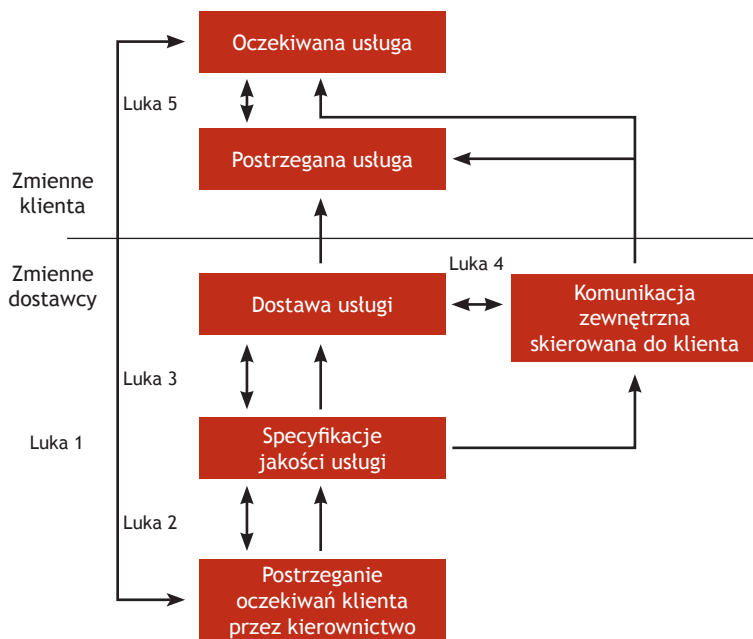 Oczekiwana usługa
Luka 5
Postrzegana usługa
Zmienne
klienta
Zmienne
dostawcy
Luka 4
Dostawa usługi
Komunikacja
zewnętrzna
skierowana do klienta
Luka 3
Luka 1
Specyfikacje
jakości usługi
Luka 2
Postrzeganie
oczekiwań klienta
przez kierownictwo